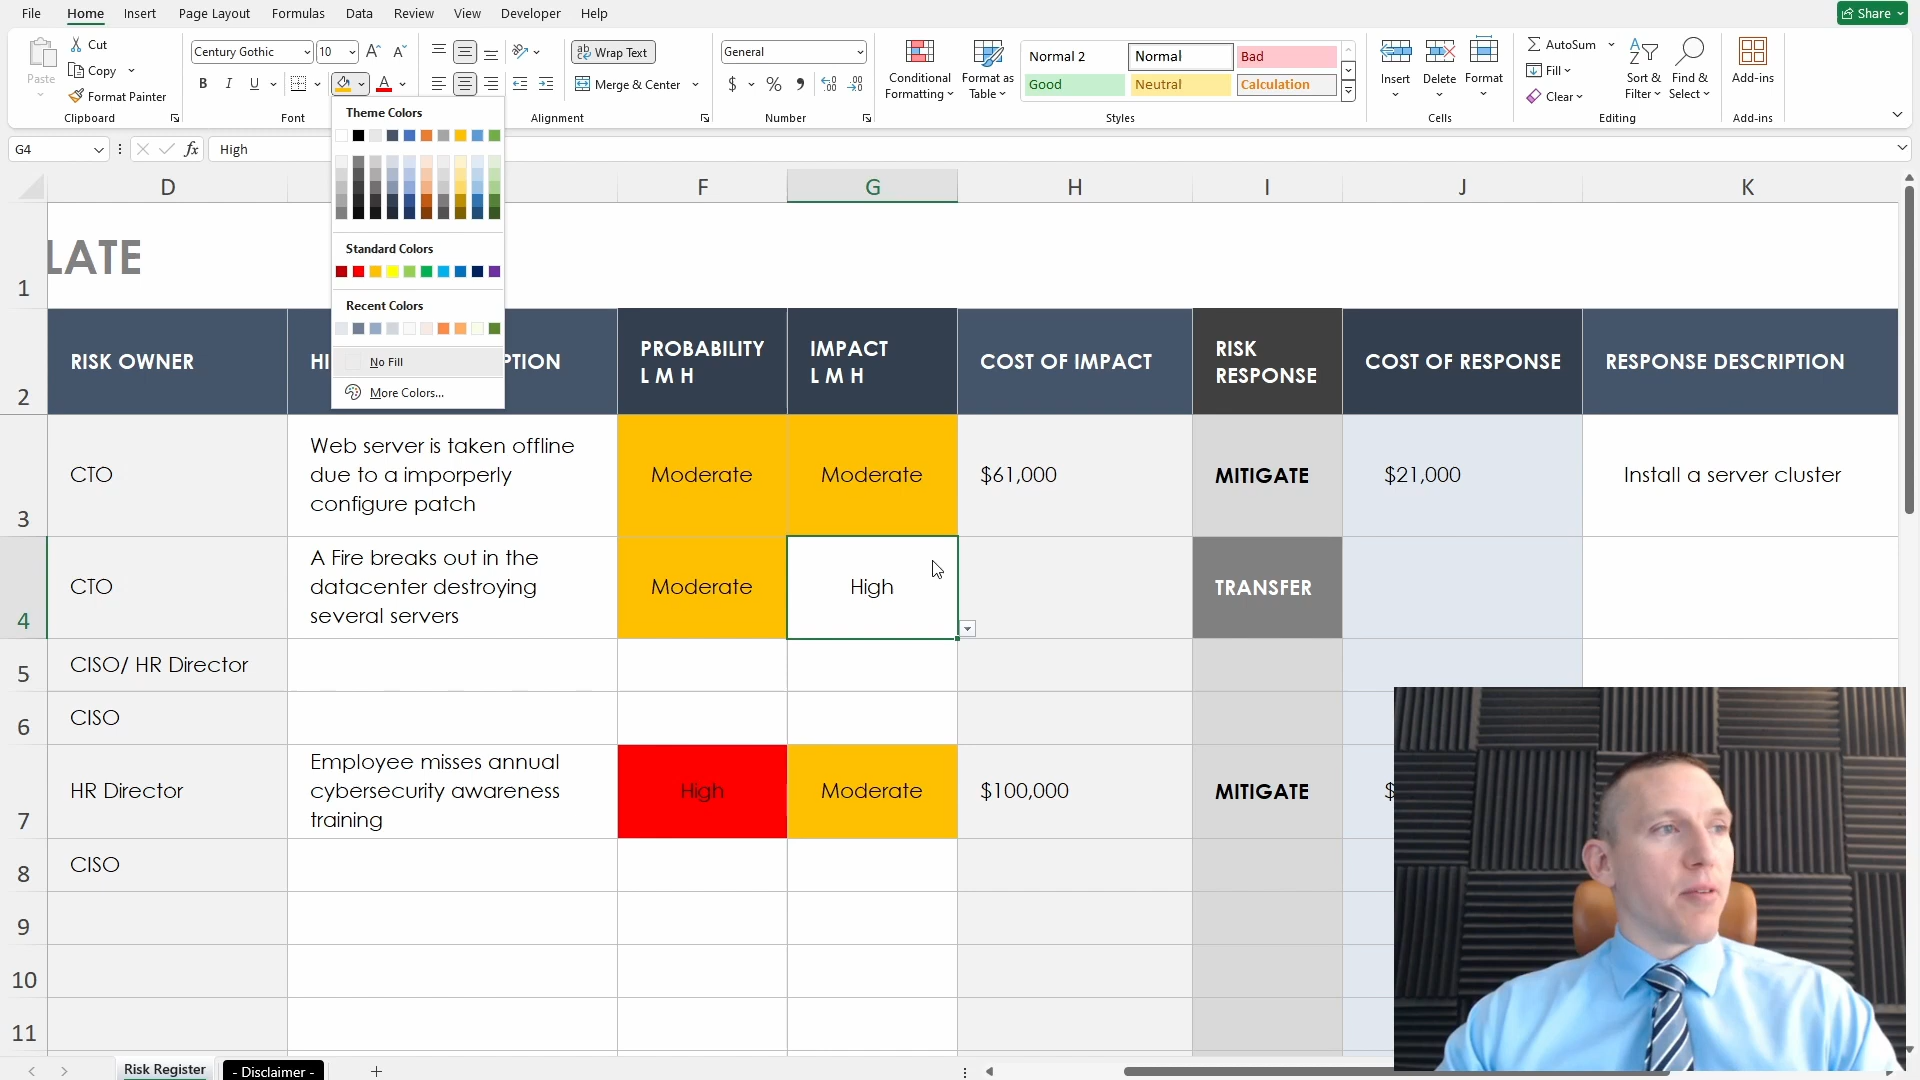 File Home Insert Page Layout Formulas Data Review View Developer Help Share
Paste Cut Copy Format Painter Clipboard
Century Gothic 10 B I U A Font
Wrap Text Merge & Center Alignment
General $ % Number
Conditional Formatting Format as Table
Normal 2 Normal Bad
Good Neutral Calculation
Styles
Insert Delete Format Cells
AutoSum Fill Clear Sort & Filter Find & Select Editing
Add-ins Add-ins
Theme Colors
Standard Colors
Recent Colors
No Fill
More Colors...
G4 fx High
D F G H I J K
1 LATE
2 RISK OWNER HI PTION PROBABILITY L M H IMPACT L M H COST OF IMPACT RISK RESPONSE COST OF RESPONSE RESPONSE DESCRIPTION
3 CTO Web server is taken offline due to a imporperly configure patch Moderate Moderate $61,000 MITIGATE $21,000 Install a server cluster
4 CTO A Fire breaks out in the datacenter destroying several servers Moderate High TRANSFER
5 CISO/ HR Director
6 CISO
7 HR Director Employee misses annual cybersecurity awareness training High Moderate $100,000 MITIGATE $
8 CISO
9
10
11
Risk Register - Disclaimer -